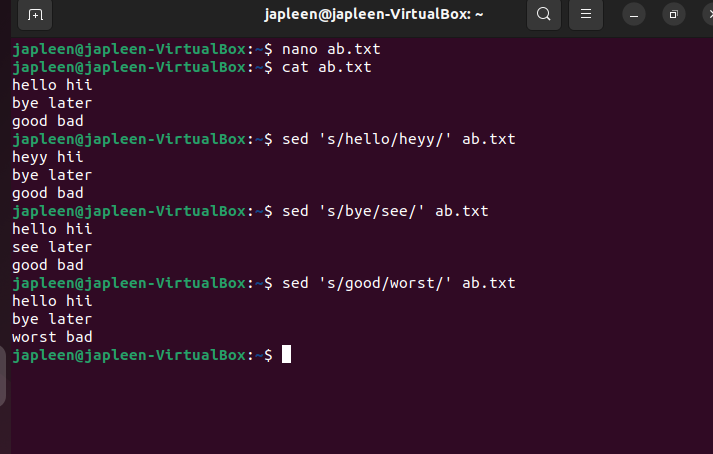 japleen@japleen-VirtualBox: ~
japleen@japleen-VirtualBox:~$ nano ab.txt
japleen@japleen-VirtualBox:~$ cat ab.txt
hello hii
bye later
good bad
japleen@japleen-VirtualBox:~$ sed 's/hello/heyy/' ab.txt
heyy hii
bye later
good bad
japleen@japleen-VirtualBox:~$ sed 's/bye/see/' ab.txt
hello hii
see later
good bad
japleen@japleen-VirtualBox:~$ sed 's/good/worst/' ab.txt
hello hii
bye later
worst bad
japleen@japleen-VirtualBox:~$